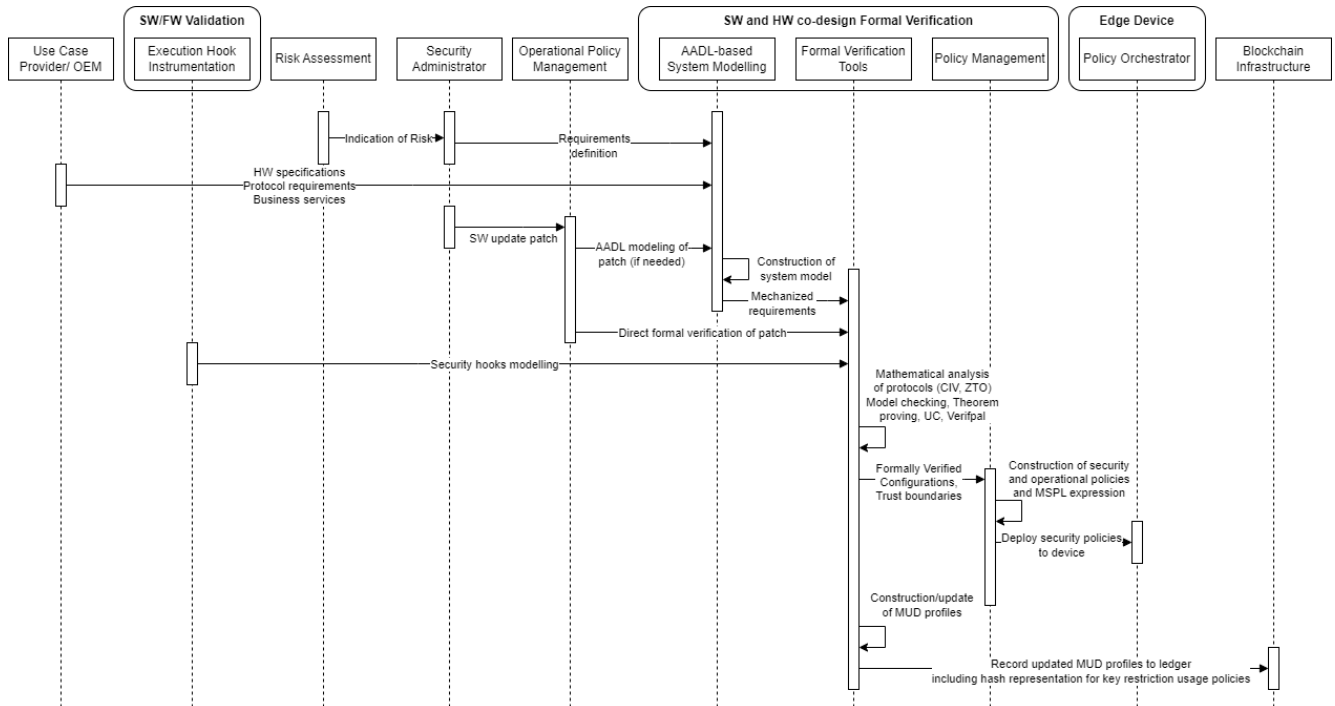 SW/FW Validation
SW and HW co-design Formal Verification
Edge Device
Use Case
Provider/ OEM
Execution Hook
Instrumentation
Risk Assessment
Security
Administrator
Operational Policy
Management
AADL-based
System Modelling
Formal Verification
Tools
Policy Management
Policy Orchestrator
Blockchain
Infrastructure
Indication of Risk
Requirements
definition
HW specifications
Protocol requirements
Business services
SW update patch
AADL modeling of
patch (if needed)
Construction of
system model
Mechanized
requirements
Direct formal verification of patch
Security hooks modelling
Mathematical analysis
of protocols (CIV, ZTO)
Model checking, Theorem
proving, UC, Verifpal
Formally Verified
Configurations,
Trust boundaries
Construction of security
and operational policies
and MSPL expression
Deploy security policies
to device
Construction/update
of MUD profiles
Record updated MUD profiles to ledger
including hash representation for key restriction usage policies